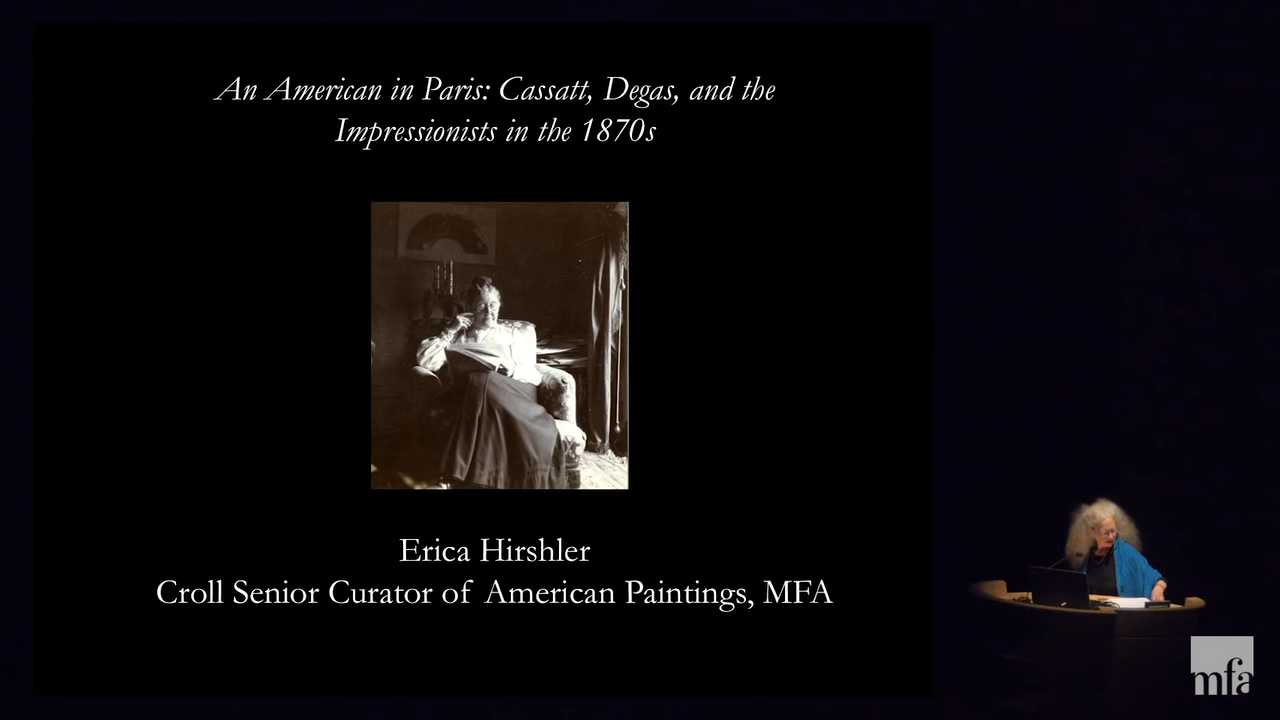 An American in Paris: Cassatt, Degas, and the
Impressionists in the 1870s
Erica Hirshler
Croll Senior Curator of American Paintings, MFA
mfa